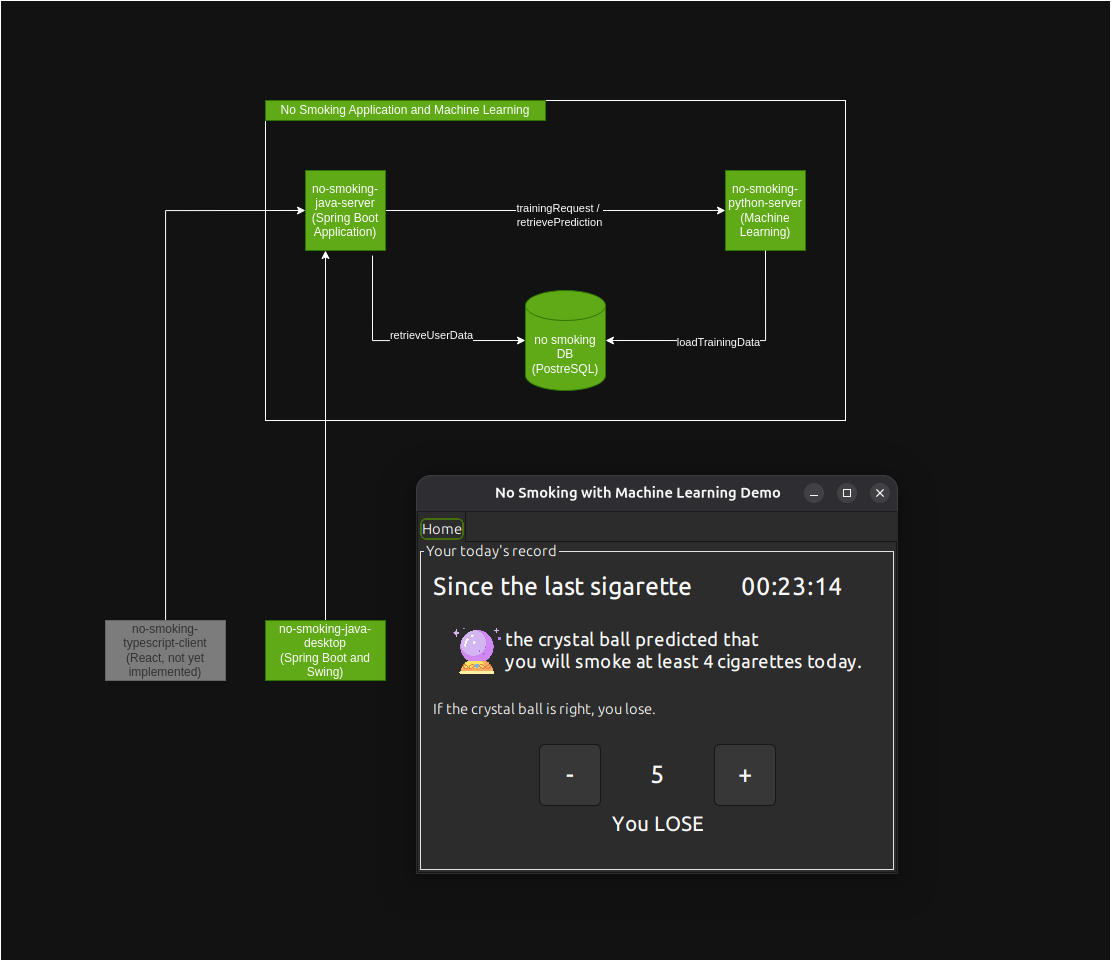 No Smoking Application and Machine Learning
no-smoking-
java-server
(Spring Boot
Application)
trainingRequest /
retrievePrediction
no-smoking-
python-server
(Machine
Learning)
retrieveUserData
no smoking
DB
(PostreSQL)
loadTrainingData
no-smoking-
typescript-client
(React, not yet
implemented)
no-smoking-java-
desktop
(Spring Boot and
Swing)
No Smoking with Machine Learning Demo
Home
Your today's record
Since the last sigarette 00:23:14
the crystal ball predicted that
you will smoke at least 4 cigarettes today.
If the crystal ball is right, you lose.
- 5 +
You LOSE